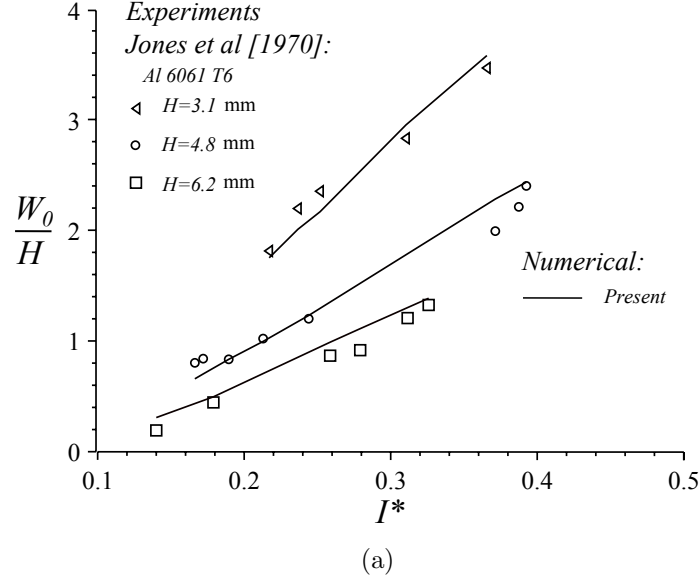 Experiments
Jones et al [1970]:
Al 6061 T6
H=3.1 mm
H=4.8 mm
H=6.2 mm
4
3
2
1
0
W0
H
Numerical:
Present
0.1 0.2 0.3 0.4 0.5
I*
(a)